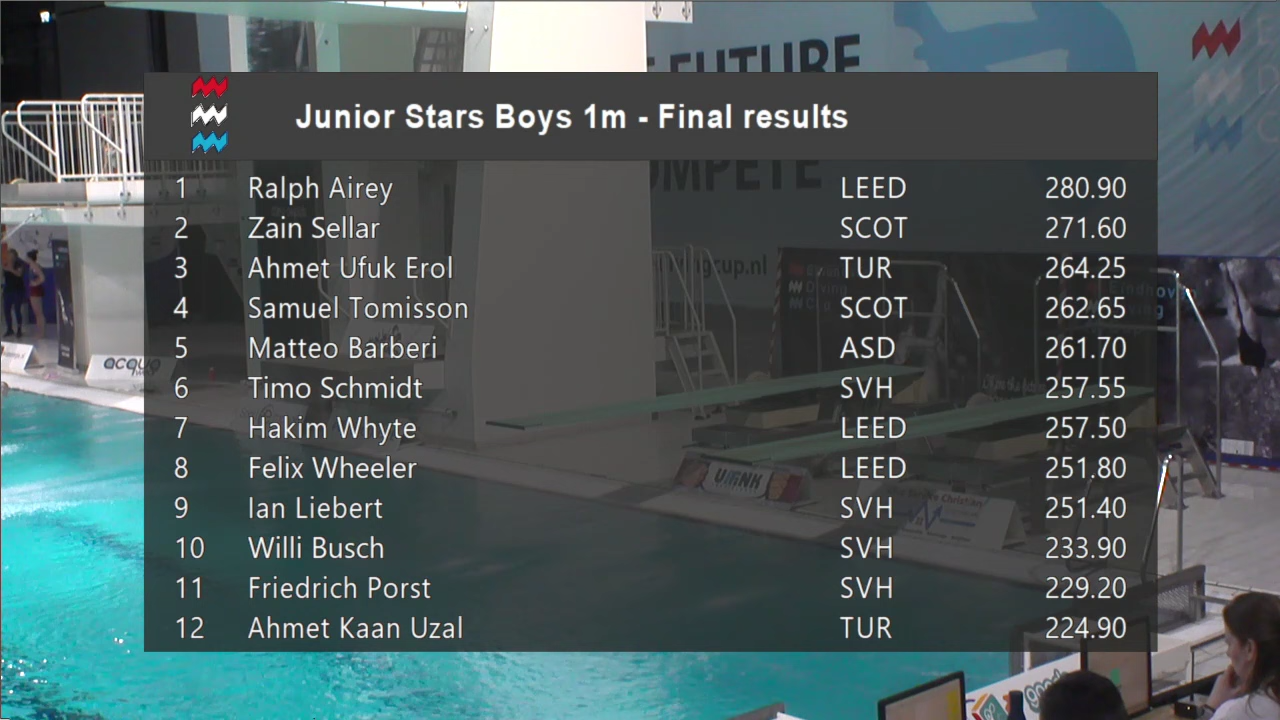 FUTURE
Junior Stars Boys 1m - Final results
1 Ralph Airey LEED 280.90
2 Zain Sellar SCOT 271.60
3 Ahmet Ufuk Erol TUR 264.25
4 Samuel Tomisson SCOT 262.65
5 Matteo Barberi ASD 261.70
6 Timo Schmidt SVH 257.55
7 Hakim Whyte LEED 257.50
8 Felix Wheeler LEED 251.80
9 Ian Liebert SVH 251.40
10 Willi Busch SVH 233.90
11 Friedrich Porst SVH 229.20
12 Ahmet Kaan Uzal TUR 224.90
acqua